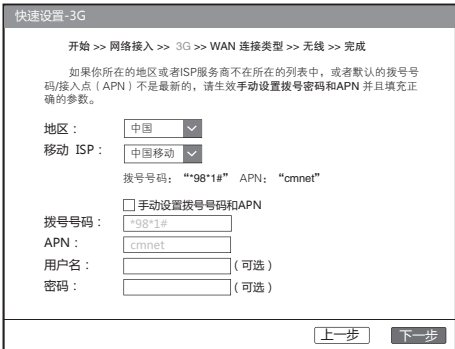 快速设置-3G
开始 >> 网络接入 >> 3G >> WAN 连接类型 >> 无线 >> 完成
如果你所在的地区或者ISP服务商不在所在的列表中，或者默认的拨号号
码/接入点（APN）不是最新的，请生效手动设置拨号密码和APN 并且填充正
确的参数。
地区： 中国
移动 ISP： 中国移动
拨号号码： “*98*1#” APN： “cmnet”
手动设置拨号号码和APN
拨号号码： *98*1#
APN： cmnet
用户名： （可选）
密码： （可选）
上一步 下一步